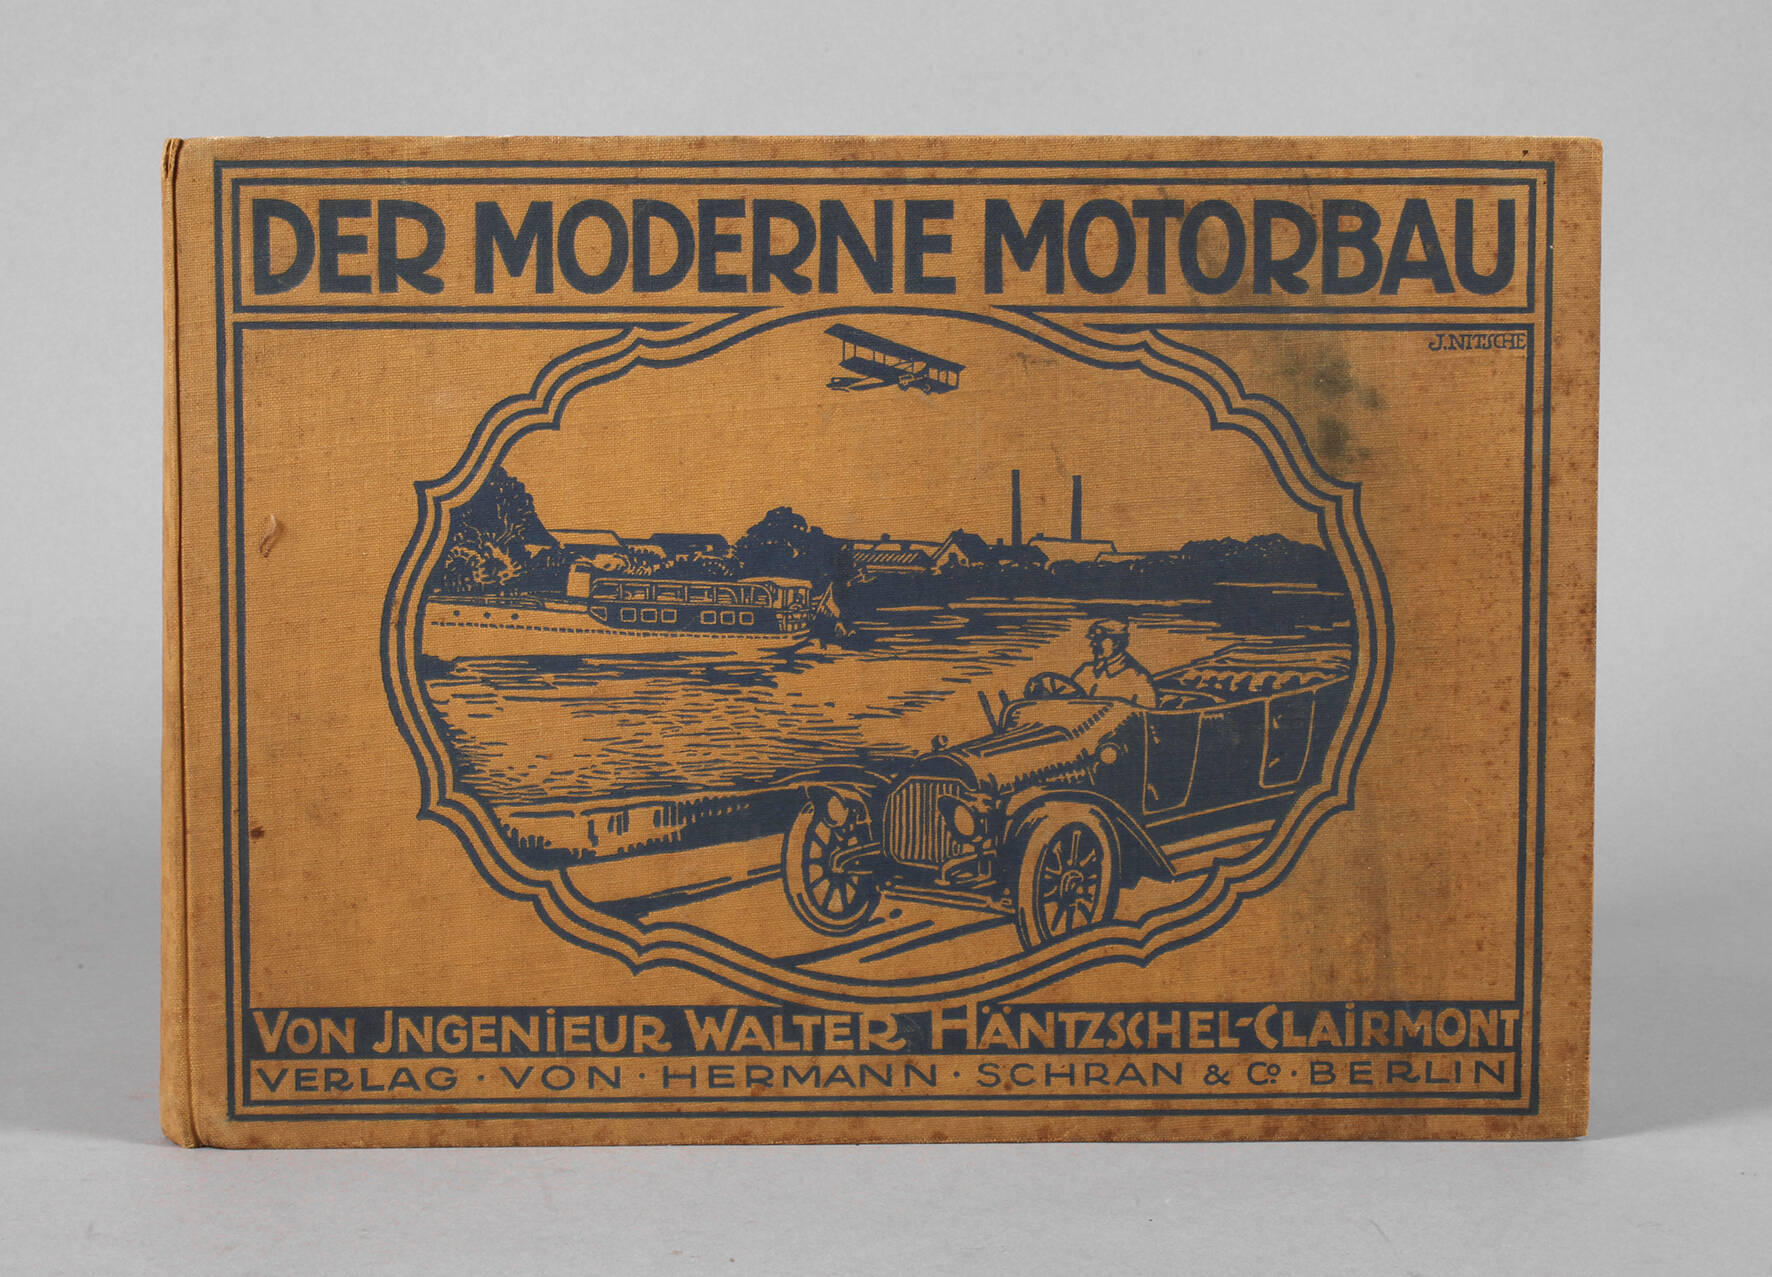 DER MODERNE MOTORBAU
J. NITSCHE
VON JNGENiEUR WALTER HÄNTZSCHEL-CLAiRMONT
VERLAG · VON · HERMANN · SCHRAN & Co · BERLIN